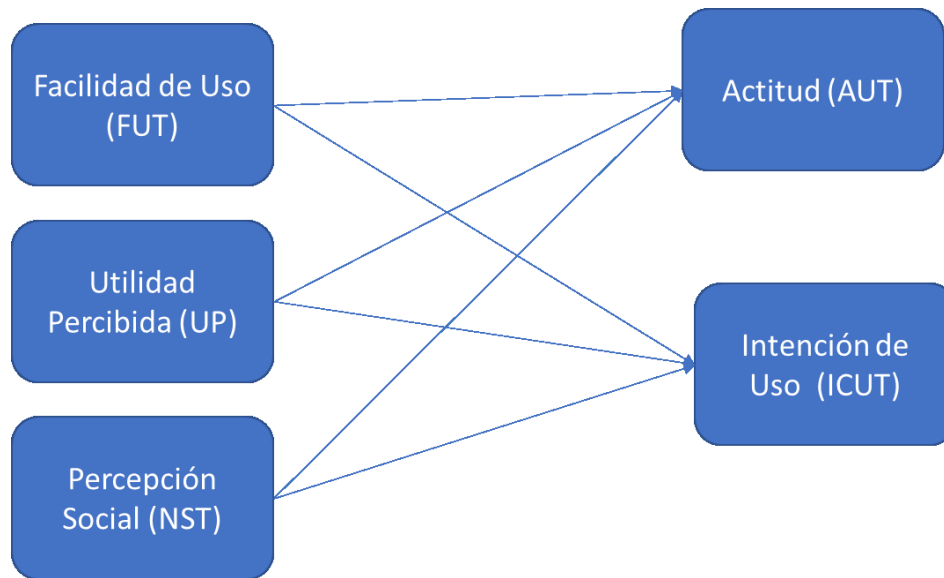 Facilidad de Uso
(FUT)
Utilidad
Percibida (UP)
Percepción
Social (NST)
Actitud (AUT)
Intención de
Uso (ICUT)